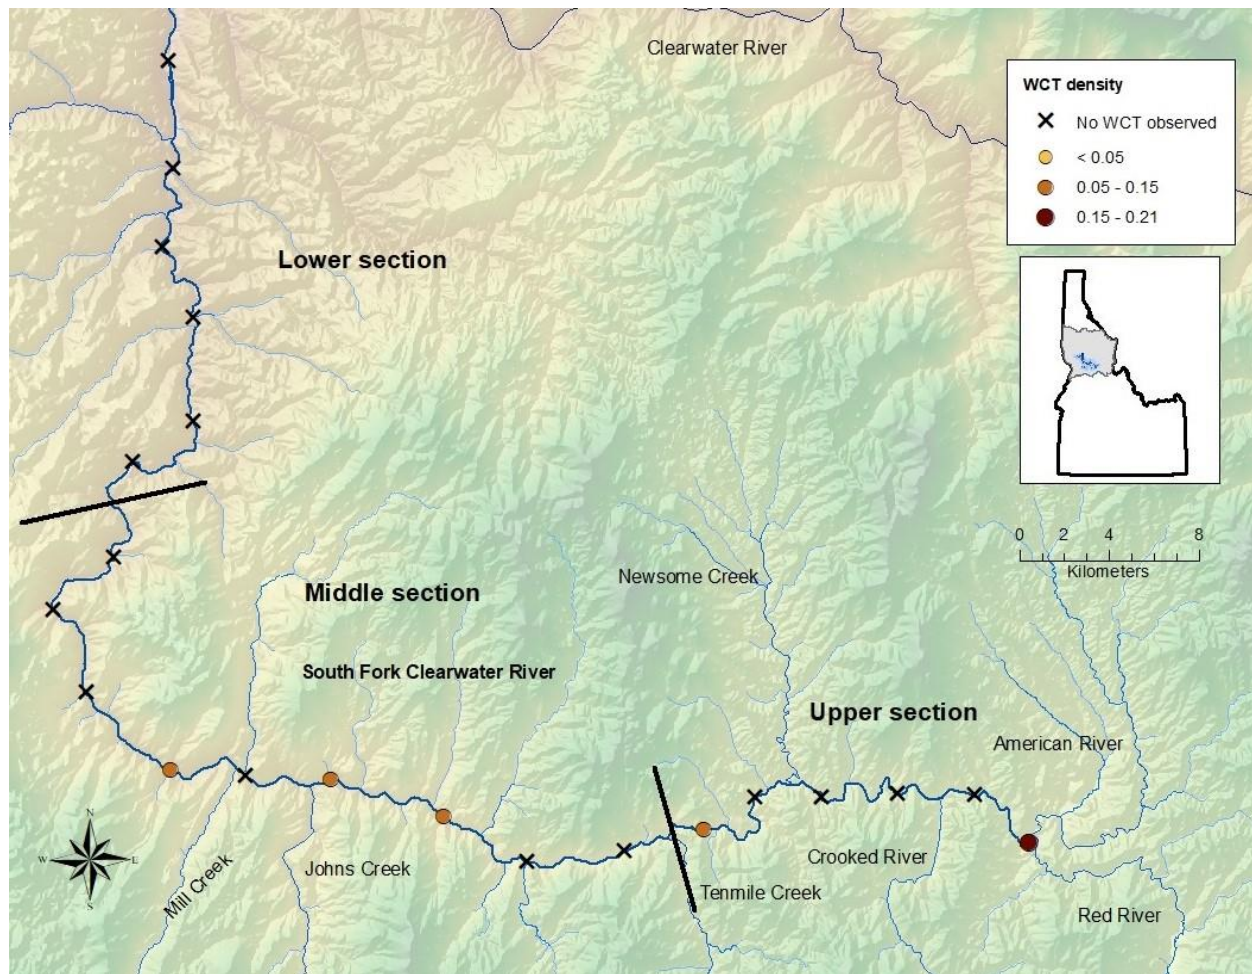 Clearwater River
WCT density
No WCT observed
< 0.05
0.05 - 0.15
0.15 - 0.21
Lower section
0 2 4 8
Kilometers
Newsome Creek
Middle section
South Fork Clearwater River
Upper section
American River
N
W E
S
Mill Creek
Johns Creek
Tenmile Creek
Crooked River
Red River